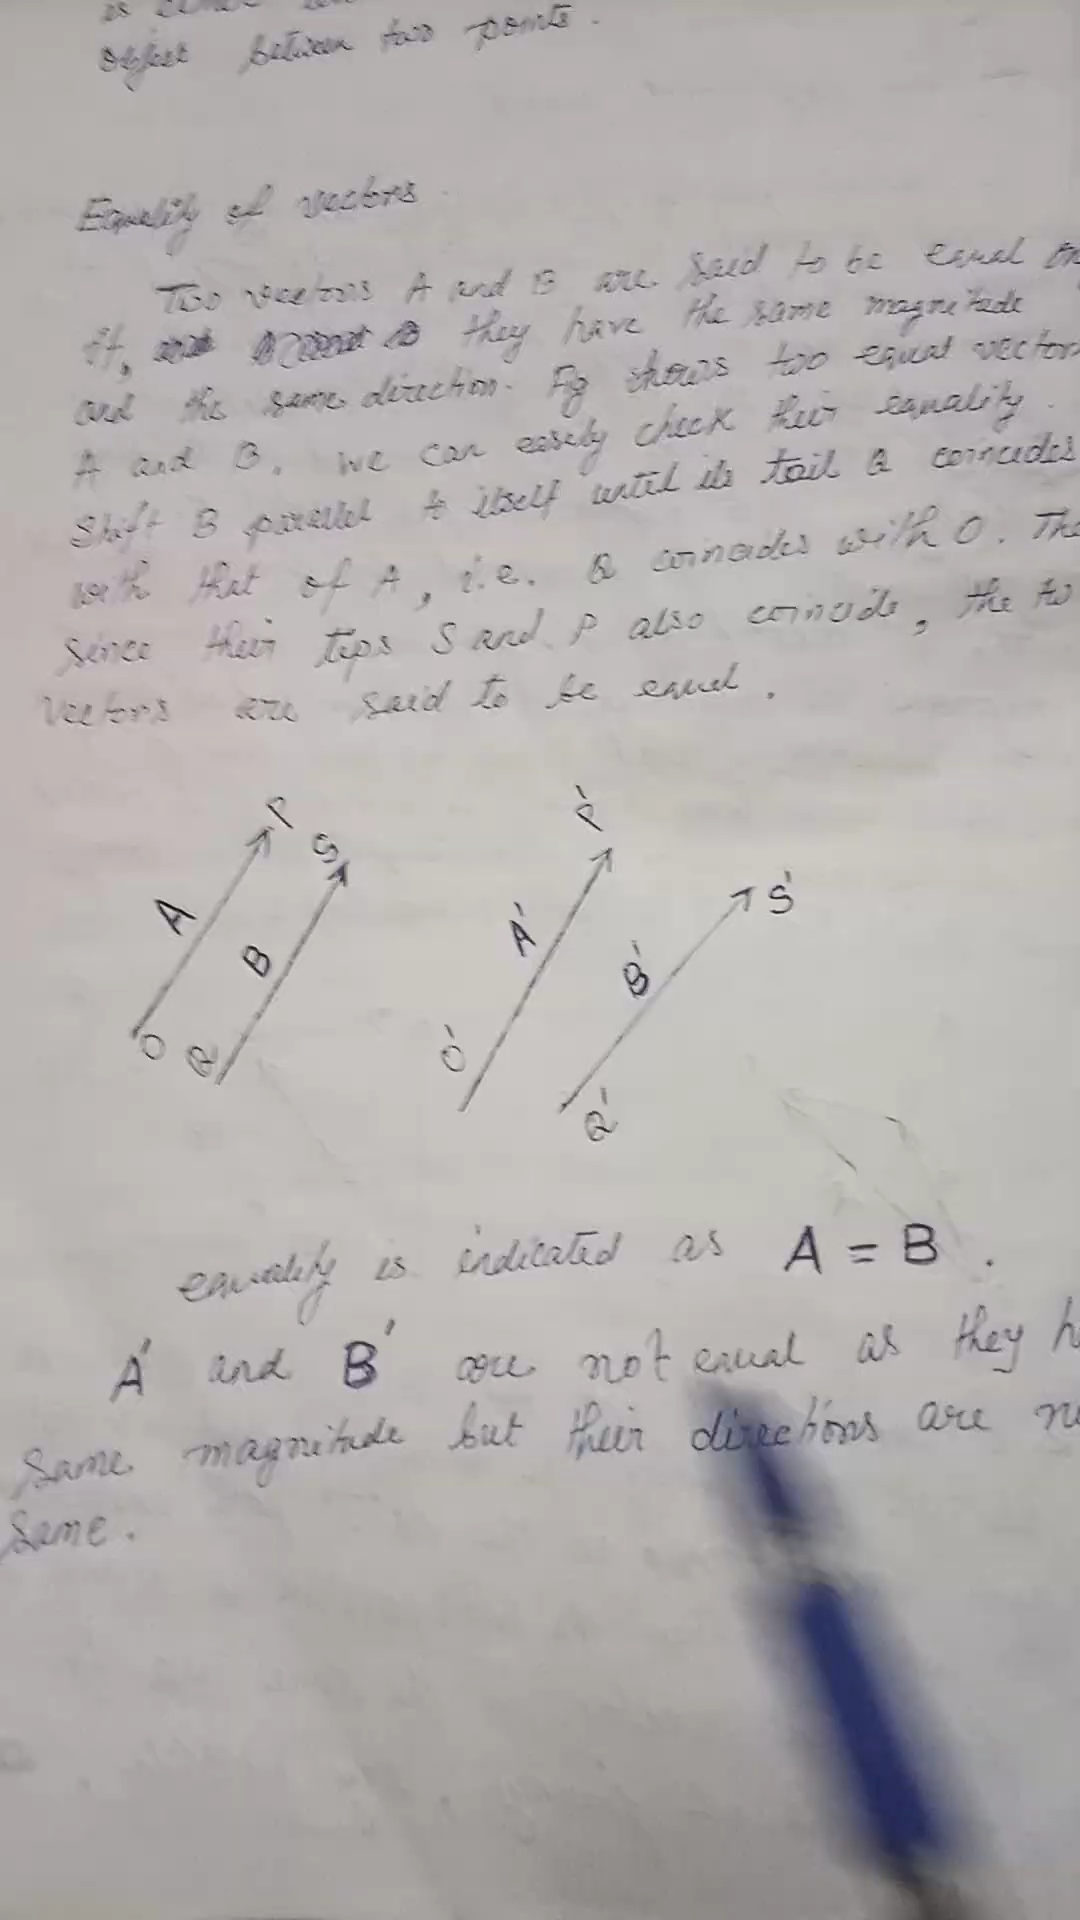 object between two points.
Equality of vectors
Two vectors A and B are said to be equal
if, they have the same magnitude
and the same direction. Fig shows two equal vector
A and B. we can easily check their equality.
Shift B parallel to itself until its tail Q coincides
with that of A, i.e. Q coincides with O. The
since their tips S and P also coincide, the
vectors are said to be equal.
P
S
A
B
O
Q
P'
S'
A'
B'
O'
Q'
equality is indicated as A = B.
A' and B' are not equal as they
same magnitude but their directions are
same.